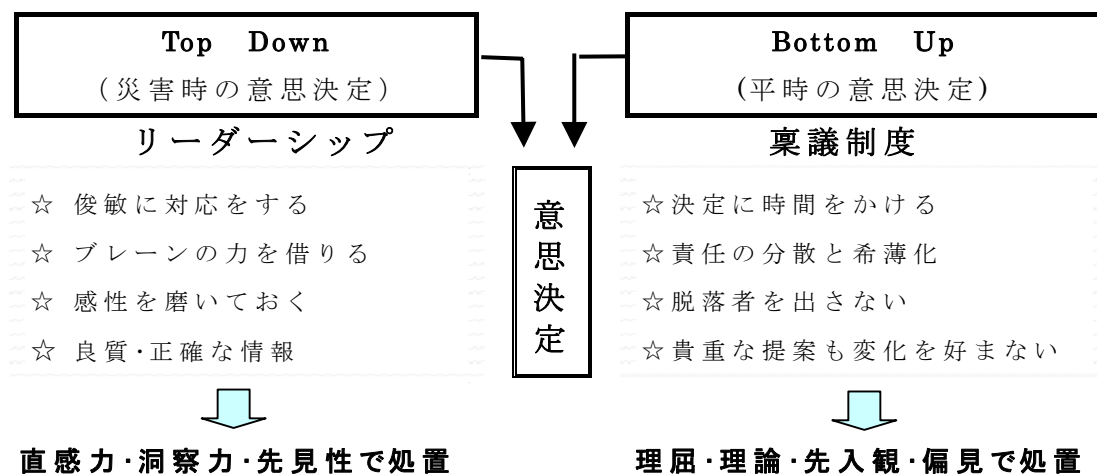 Top Down
(災害時の意思決定)
リーダーシップ
☆ 俊敏に対応をする
☆ ブレーンの力を借りる
☆ 感性を磨いておく
☆ 良質・正確な情報
直感力・洞察力・先見性で処置
意思決定
Bottom Up
(平時の意思決定)
稟議制度
☆決定に時間をかける
☆責任の分散と希薄化
☆脱落者を出さない
☆貴重な提案も変化を好まない
理屈・理論・先入観・偏見で処置